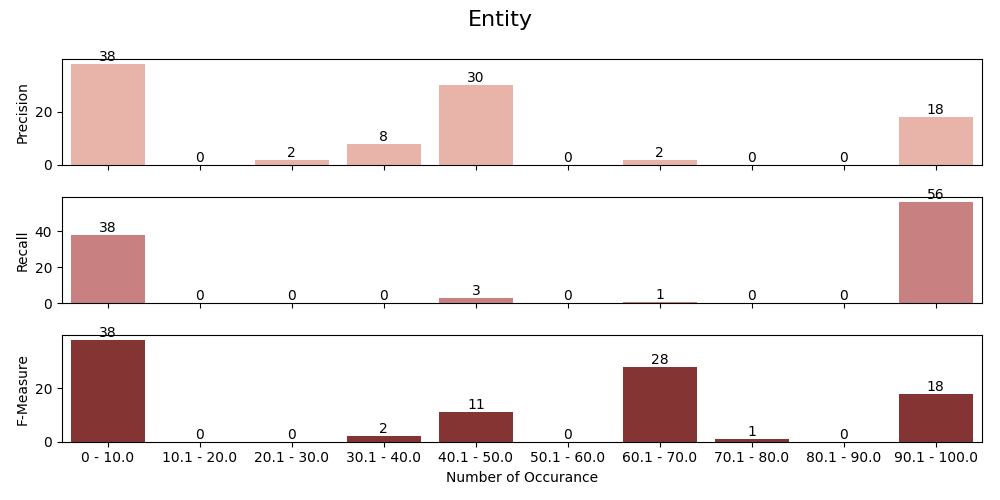 Entity
38 0 2 8 30 0 2 0 0 18
20
0
Precision
38 0 0 0 3 0 1 0 0 56
40
20
0
Recall
38 0 0 2 11 0 28 1 0 18
20
0
F-Measure
0 - 10.0 10.1 - 20.0 20.1 - 30.0 30.1 - 40.0 40.1 - 50.0 50.1 - 60.0 60.1 - 70.0 70.1 - 80.0 80.1 - 90.0 90.1 - 100.0
Number of Occurance